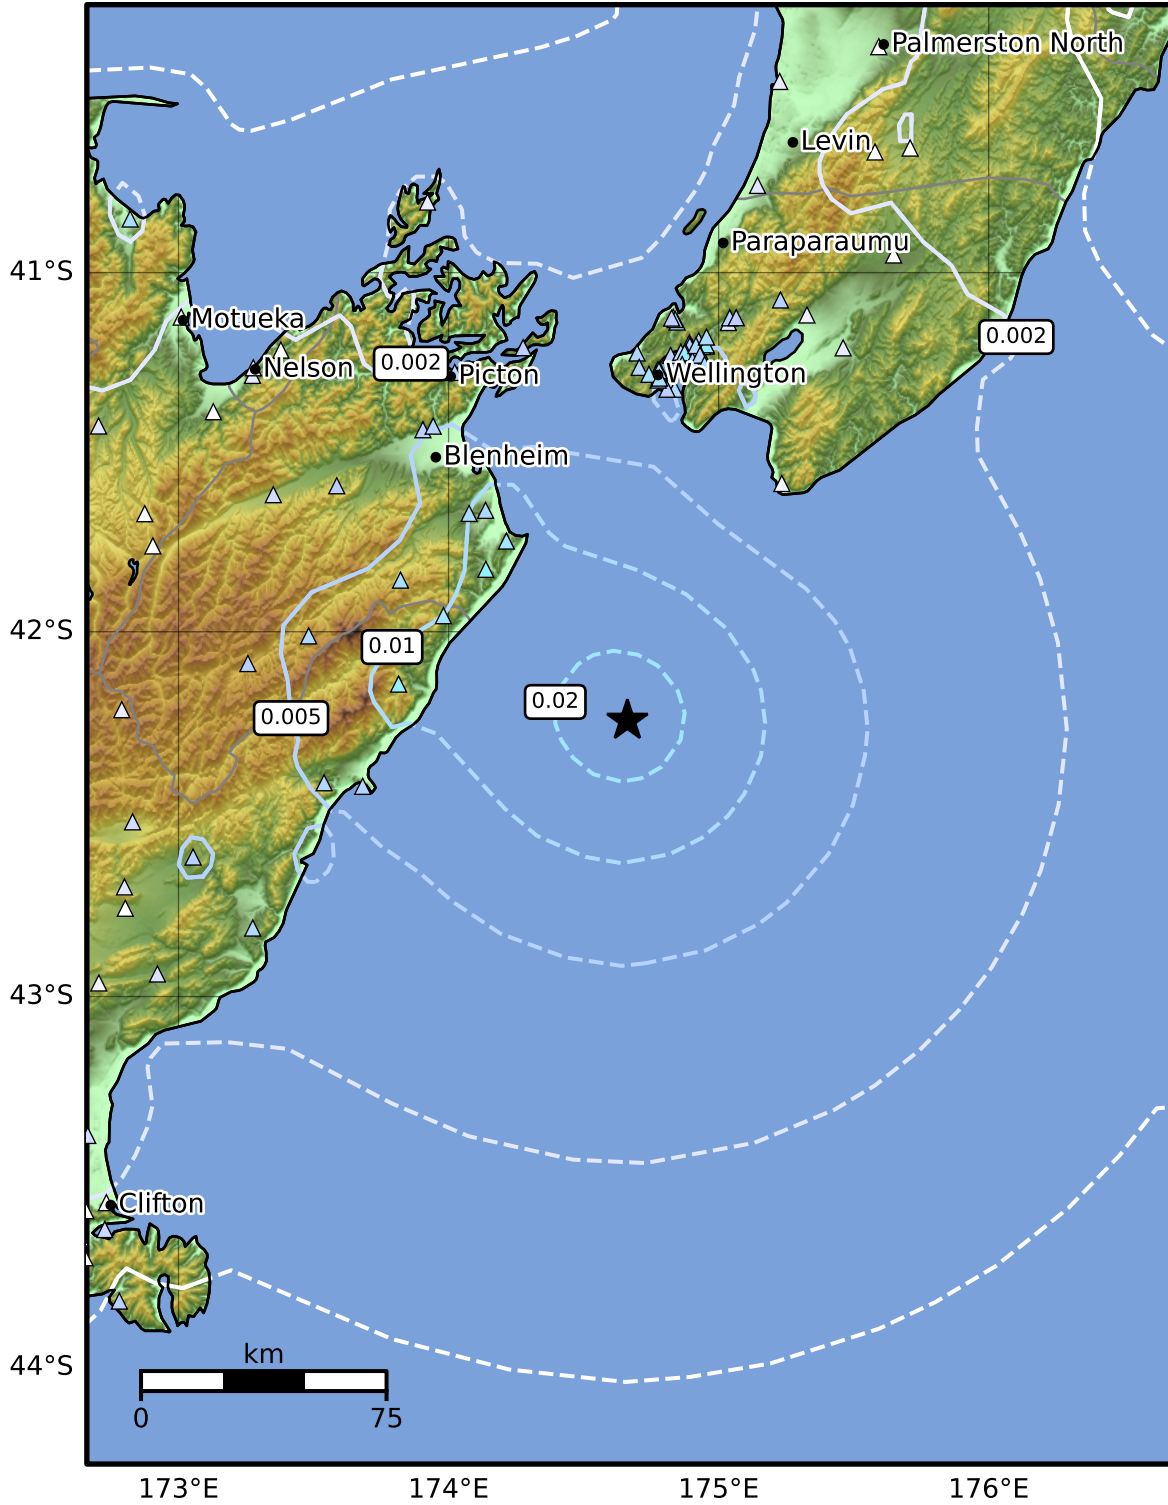 Palmerston North
Levin
Paraparaumu
41°S
Motueka
0.002
Nelson
0.002
Picton
Wellington
Blenheim
42°S
0.01
0.02
0.005
43°S
Clifton
44°S
km
0 75
173°E 174°E 175°E 176°E